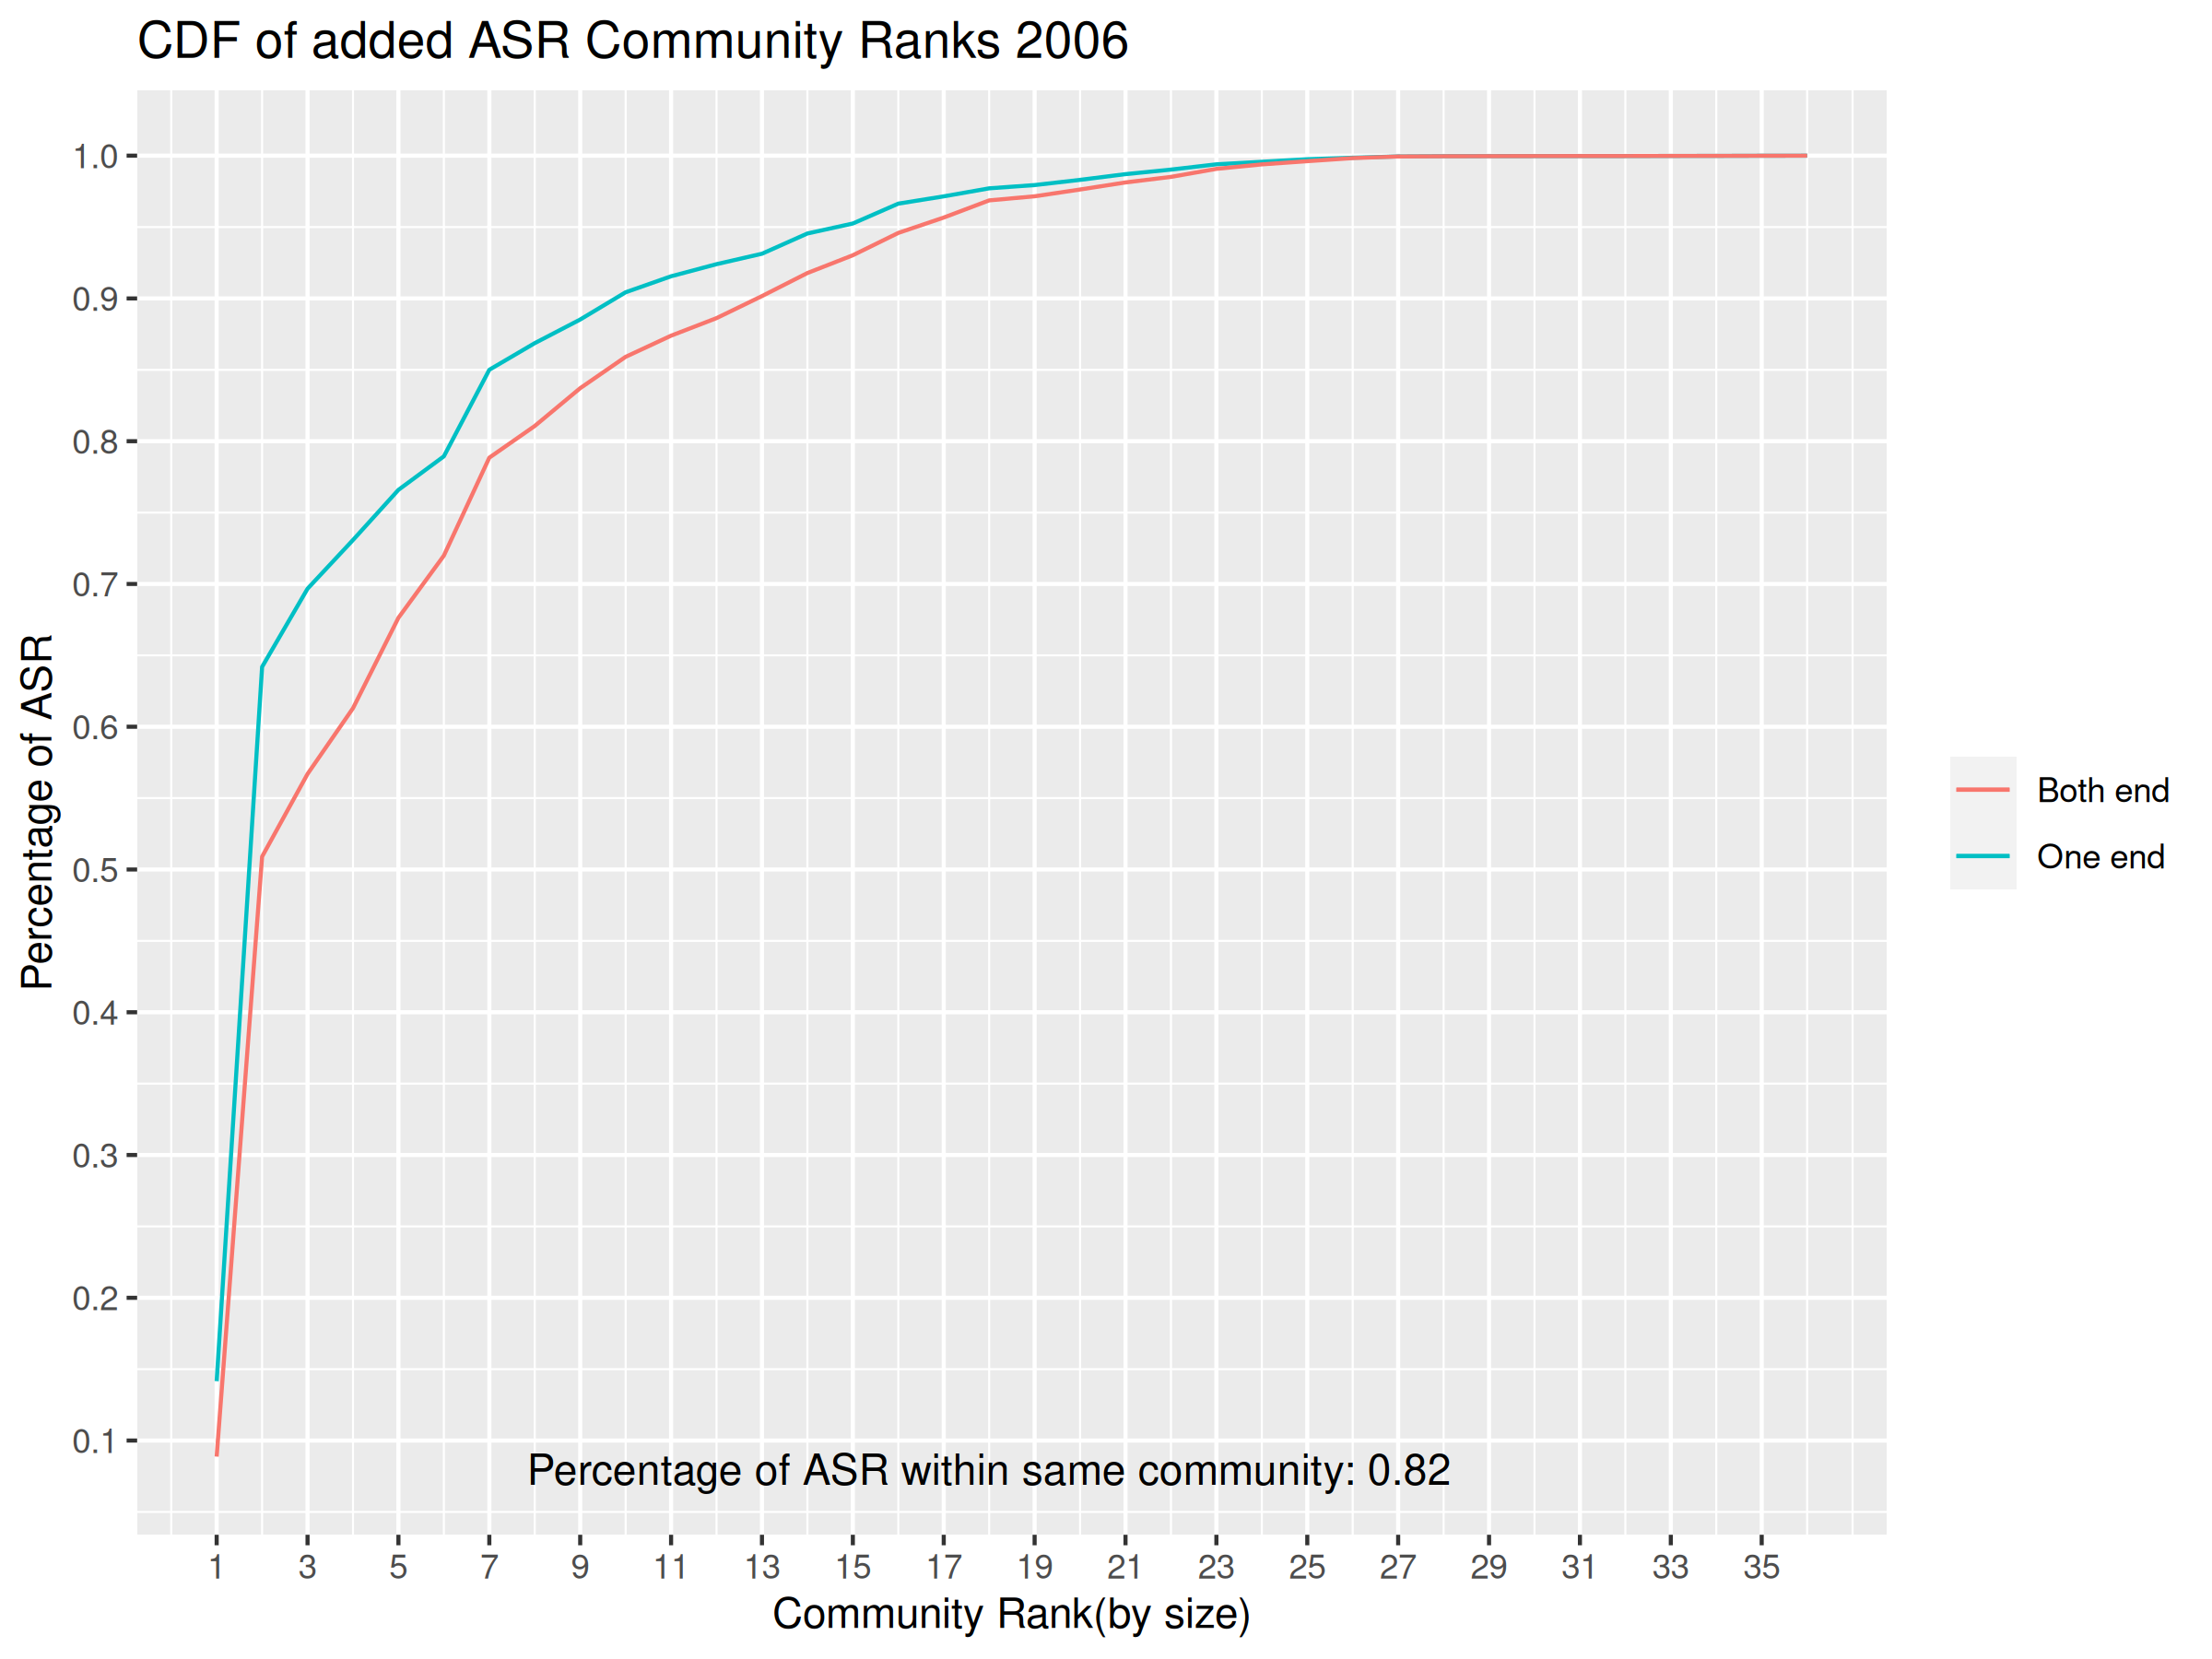 CDF of added ASR Community Ranks 2006
Percentage of ASR
1.0
0.9
0.8
0.7
0.6
0.5
0.4
0.3
0.2
0.1
Percentage of ASR within same community: 0.82
1 3 5 7 9 11 13 15 17 19 21 23 25 27 29 31 33 35
Community Rank(by size)
Both end
One end